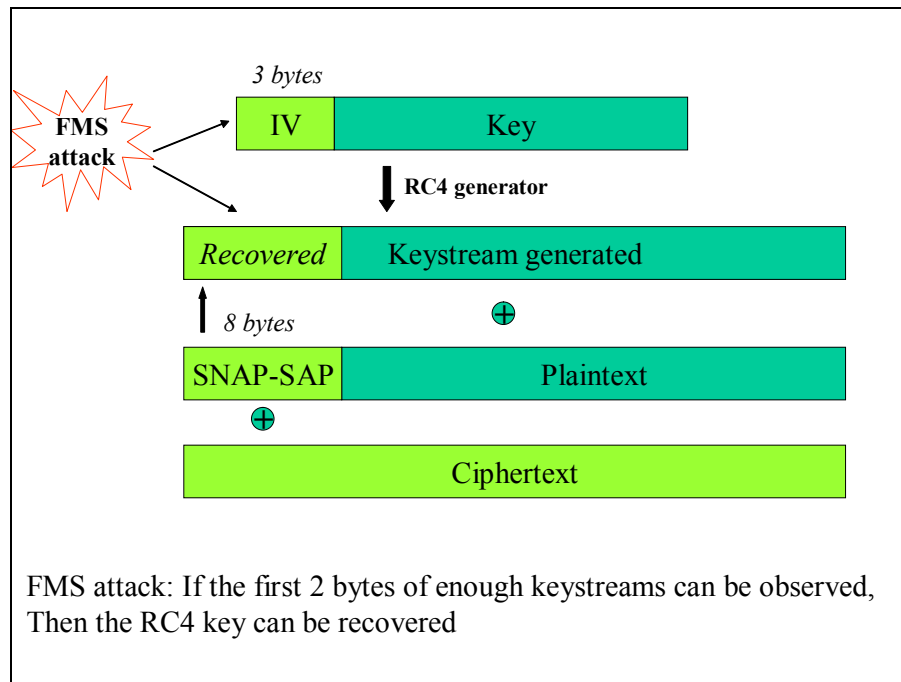 3 bytes
FMS
attack
IV
Key
RC4 generator
Recovered
Keystream generated
8 bytes
SNAP-SAP
Plaintext
Ciphertext
FMS attack: If the first 2 bytes of enough keystreams can be observed,
Then the RC4 key can be recovered